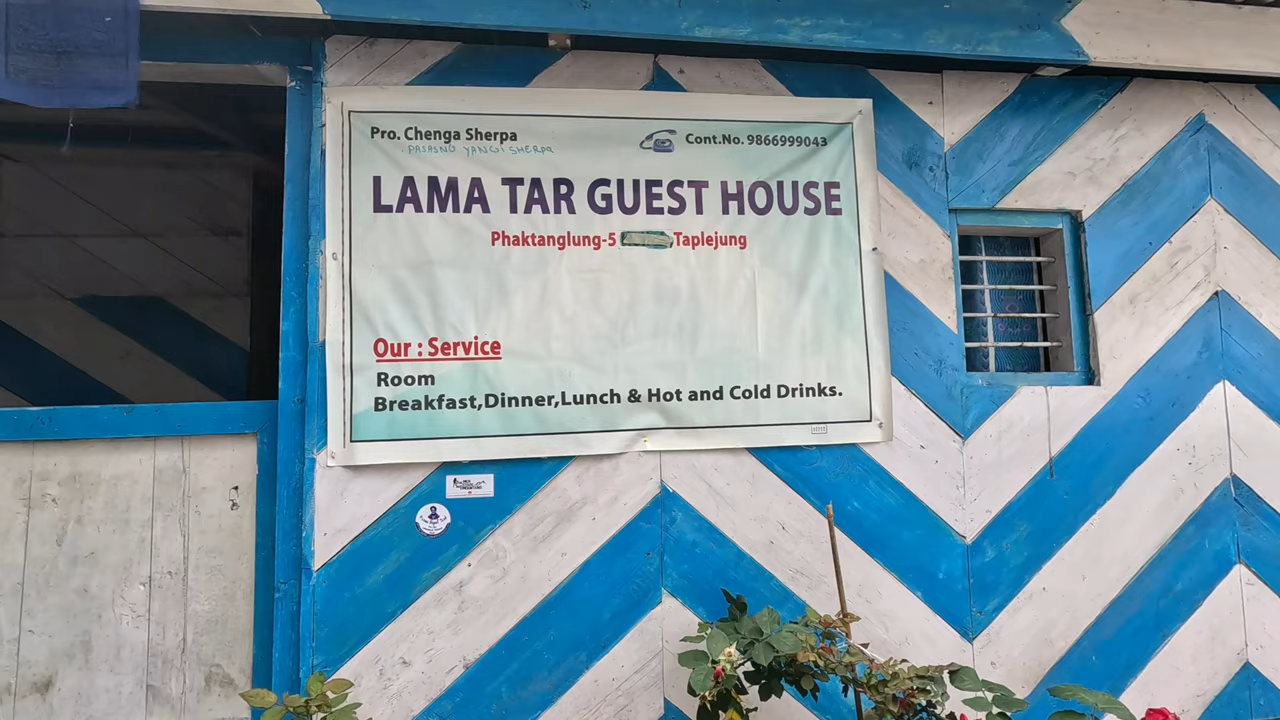 Pro. Chenga Sherpa
Cont.No. 9866999043
PASASNG YANGI SHERPA
LAMA TAR GUEST HOUSE
Phaktanglung-5 Taplejung
Our : Service
Room
Breakfast,Dinner,Lunch & Hot and Cold Drinks.